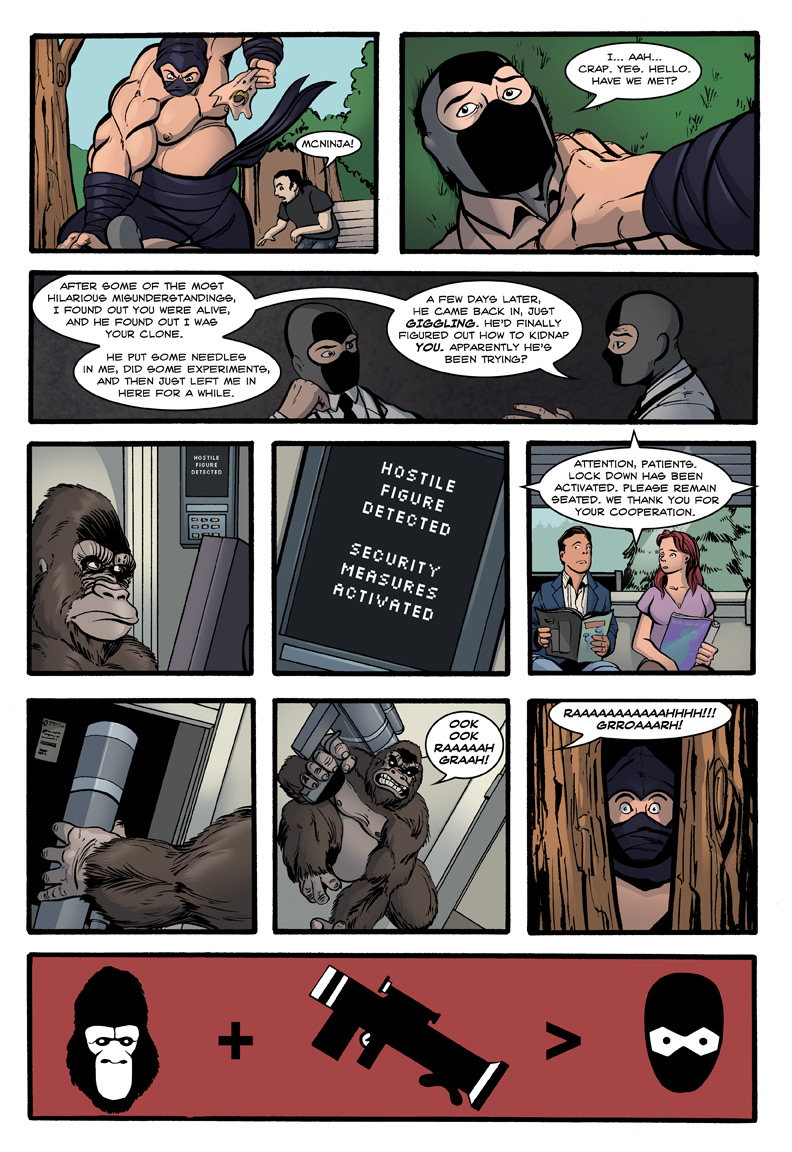 MCNINJA!
I... AAH...
CRAP. YES. HELLO.
HAVE WE MET?
AFTER SOME OF THE MOST
HILARIOUS MISUNDERSTANDINGS,
I FOUND OUT YOU WERE ALIVE,
AND HE FOUND OUT I WAS
YOUR CLONE.
HE PUT SOME NEEDLES
IN ME, DID SOME EXPERIMENTS,
AND THEN JUST LEFT ME IN
HERE FOR A WHILE.
A FEW DAYS LATER,
HE CAME BACK IN, JUST
GIGGLING. HE'D FINALLY
FIGURED OUT HOW TO KIDNAP
YOU. APPARENTLY HE'S
BEEN TRYING?
HOSTILE
FIGURE
DETECTED
HOSTILE
FIGURE
DETECTED
SECURITY
MEASURES
ACTIVATED
ATTENTION, PATIENTS.
LOCK DOWN HAS BEEN
ACTIVATED. PLEASE REMAIN
SEATED. WE THANK YOU FOR
YOUR COOPERATION.
OOK
OOK
RAAAAAH
GRAAH!
RAAAAAAAAAAAHHHH!!!
GRROAAARH!
+
>